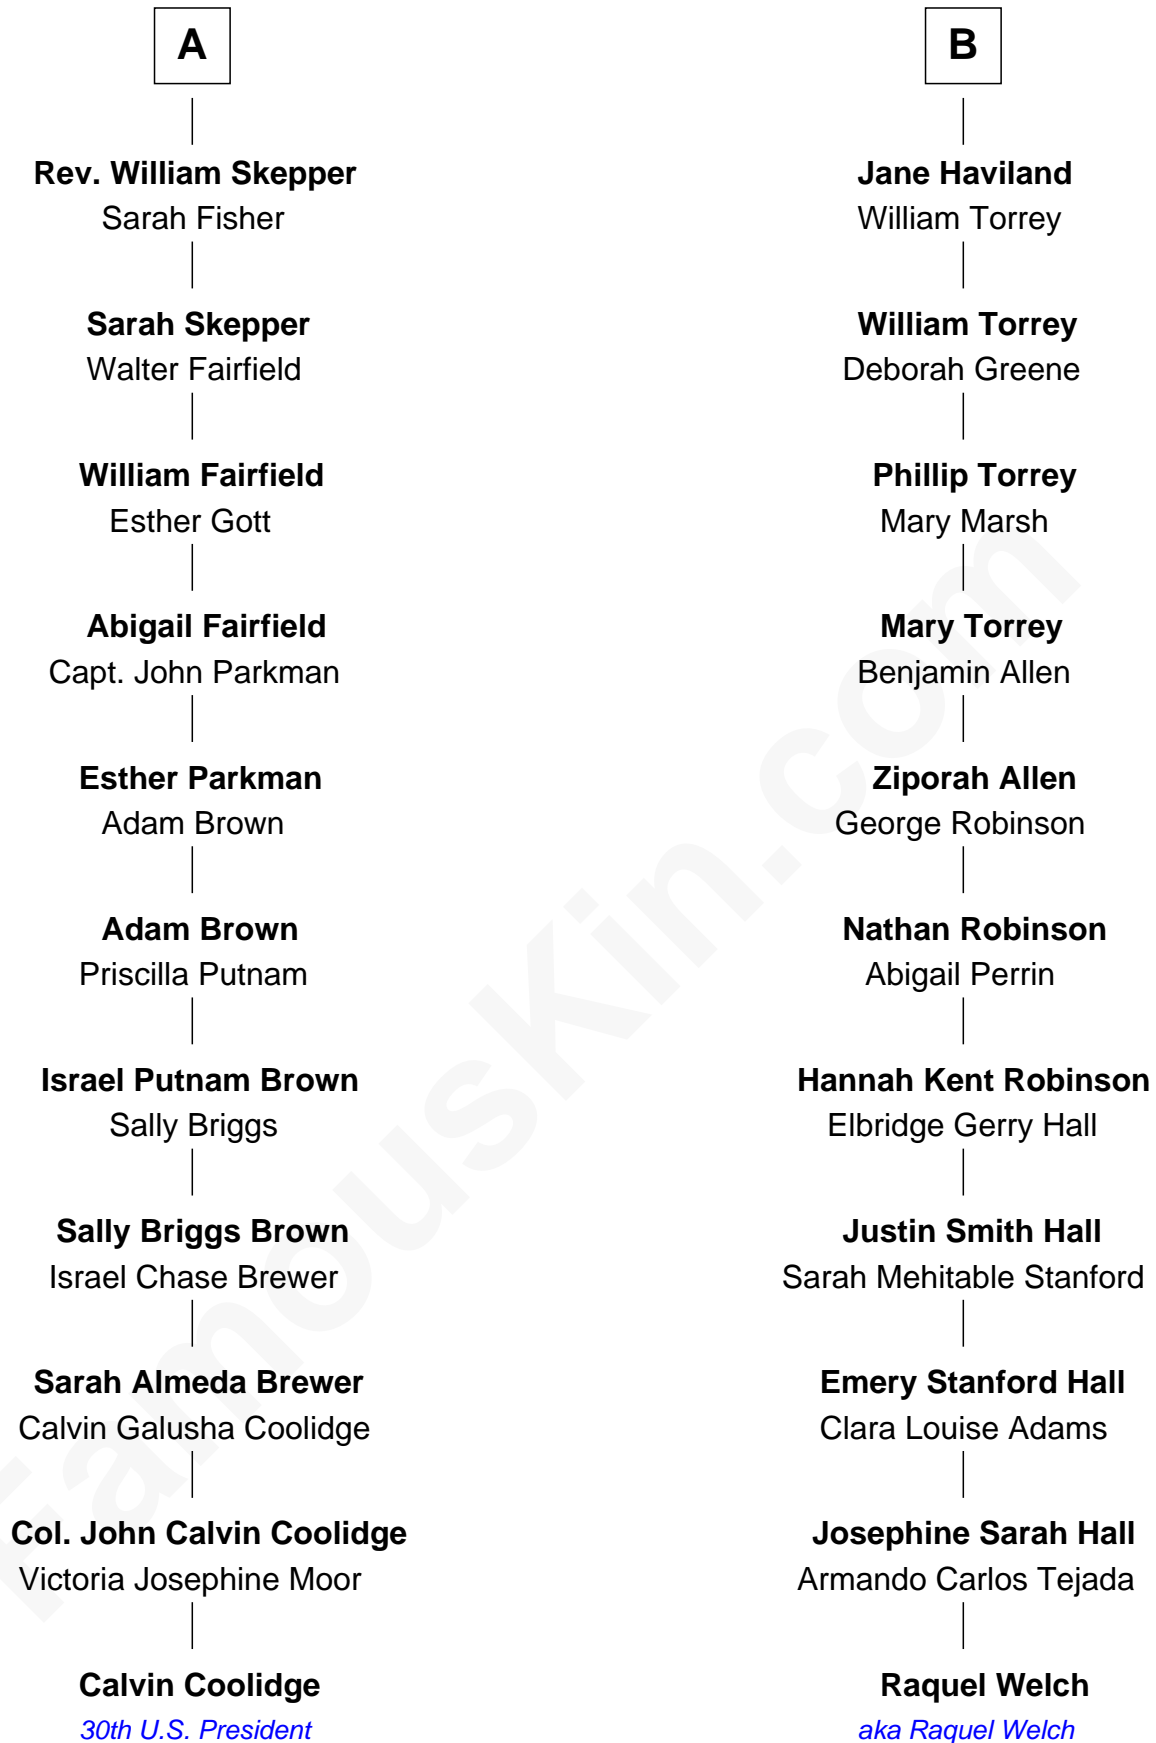 A
Rev. William Skepper
Sarah Fisher
Sarah Skepper
Walter Fairfield
William Fairfield
Esther Gott
Abigail Fairfield
Capt. John Parkman
Esther Parkman
Adam Brown
Adam Brown
Priscilla Putnam
Israel Putnam Brown
Sally Briggs
Sally Briggs Brown
Israel Chase Brewer
Sarah Almeda Brewer
Calvin Galusha Coolidge
Col. John Calvin Coolidge
Victoria Josephine Moor
Calvin Coolidge
30th U.S. President
B
Jane Haviland
William Torrey
William Torrey
Deborah Greene
Phillip Torrey
Mary Marsh
Mary Torrey
Benjamin Allen
Ziporah Allen
George Robinson
Nathan Robinson
Abigail Perrin
Hannah Kent Robinson
Elbridge Gerry Hall
Justin Smith Hall
Sarah Mehitable Stanford
Emery Stanford Hall
Clara Louise Adams
Josephine Sarah Hall
Armando Carlos Tejada
Raquel Welch
aka Raquel Welch
FamousKin.com